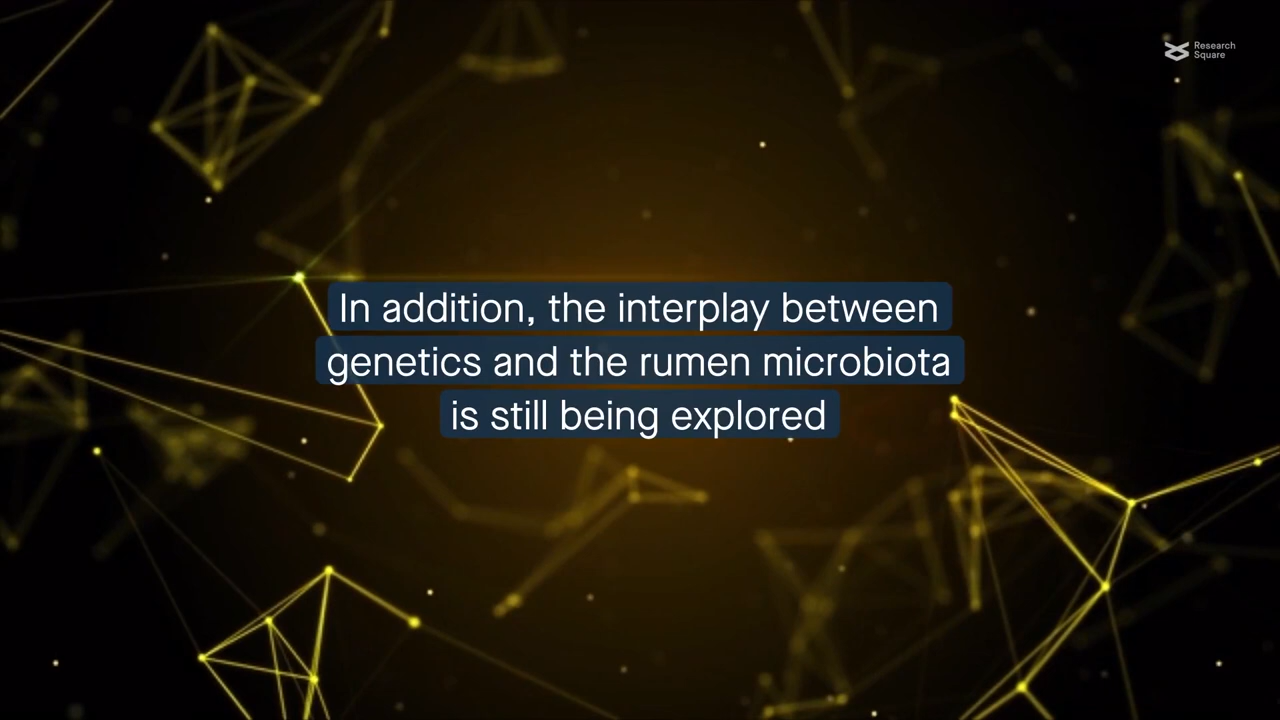 Research
Square
In addition, the interplay between
genetics and the rumen microbiota
is still being explored